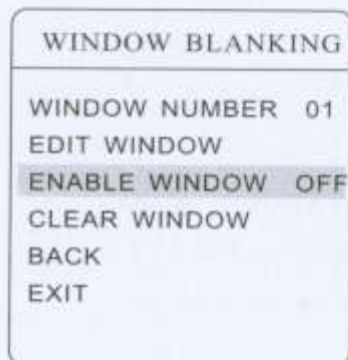 WINDOW BLANKING
WINDOW NUMBER 01
EDIT WINDOW
ENABLE WINDOW OFF
CLEAR WINDOW
BACK
EXIT